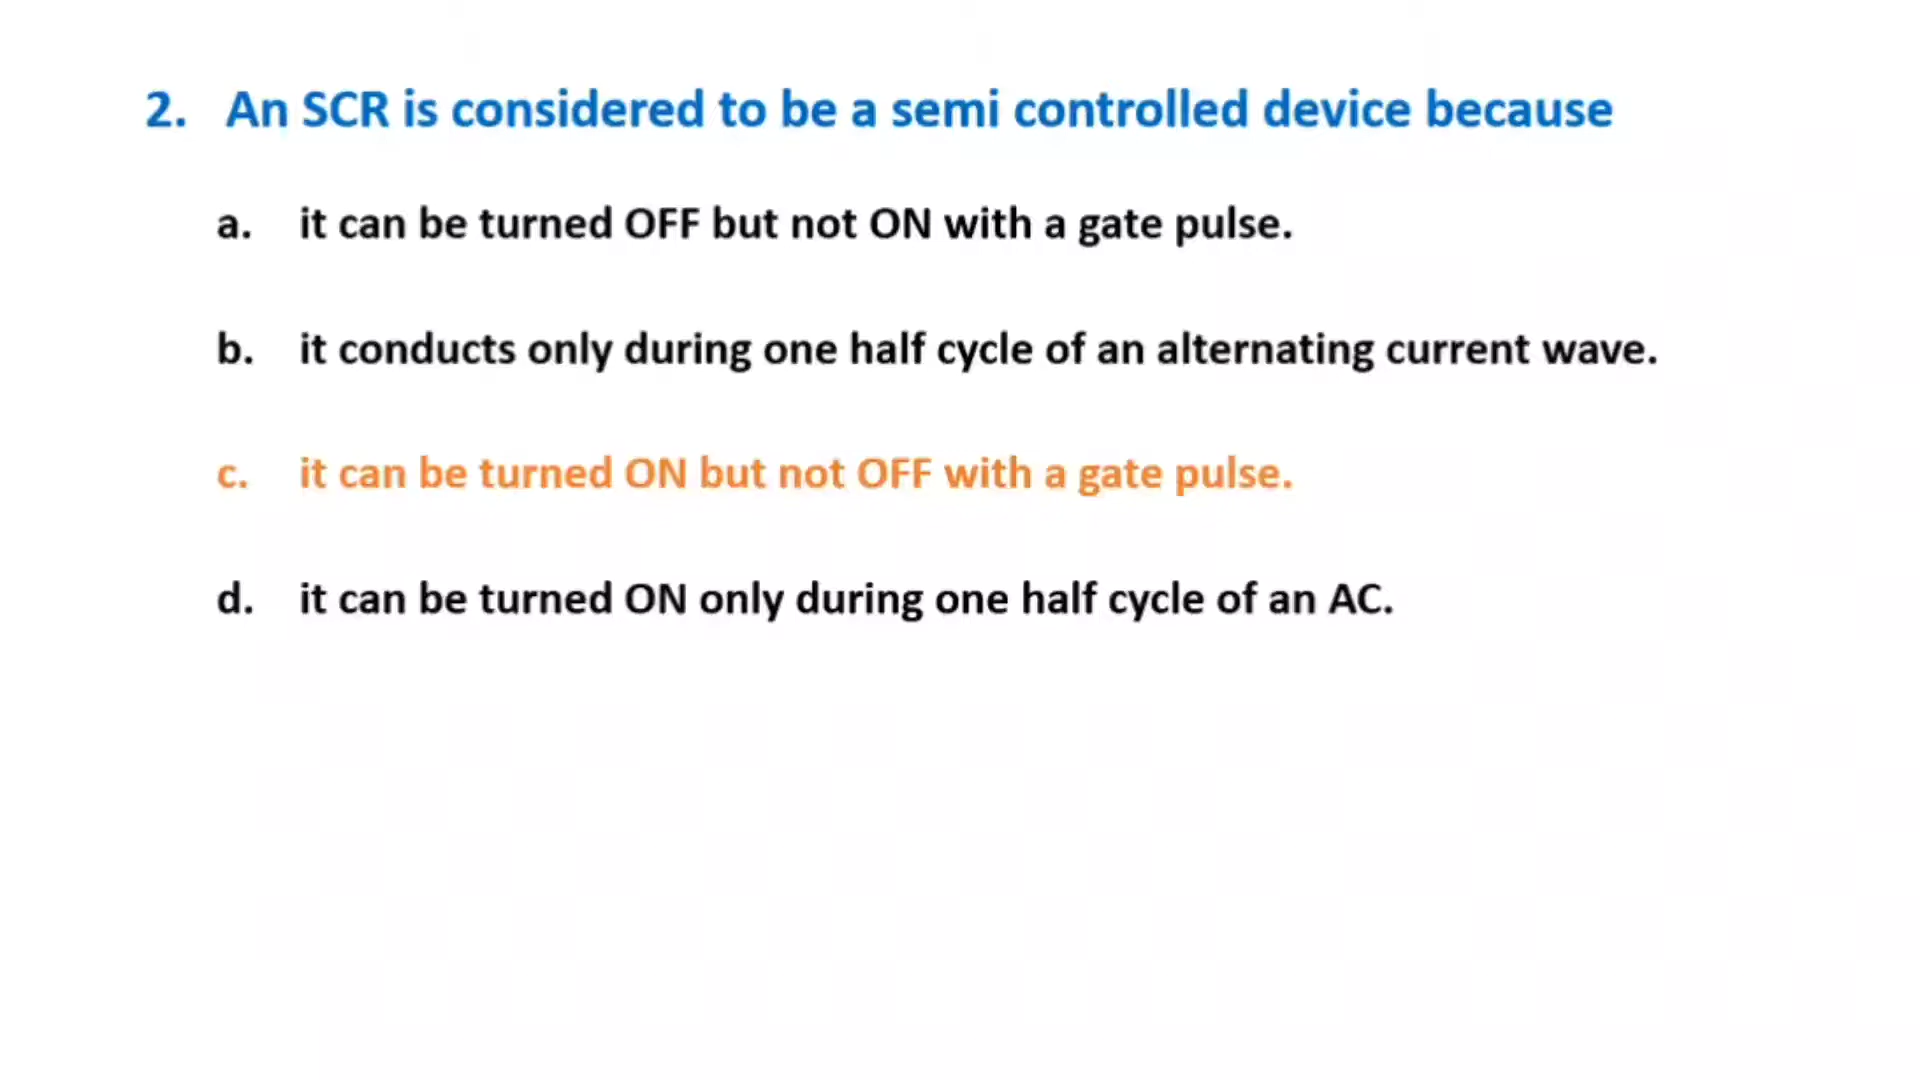 2. An SCR is considered to be a semi controlled device because
a. it can be turned OFF but not ON with a gate pulse.
b. it conducts only during one half cycle of an alternating current wave.
c. it can be turned ON but not OFF with a gate pulse.
d. it can be turned ON only during one half cycle of an AC.